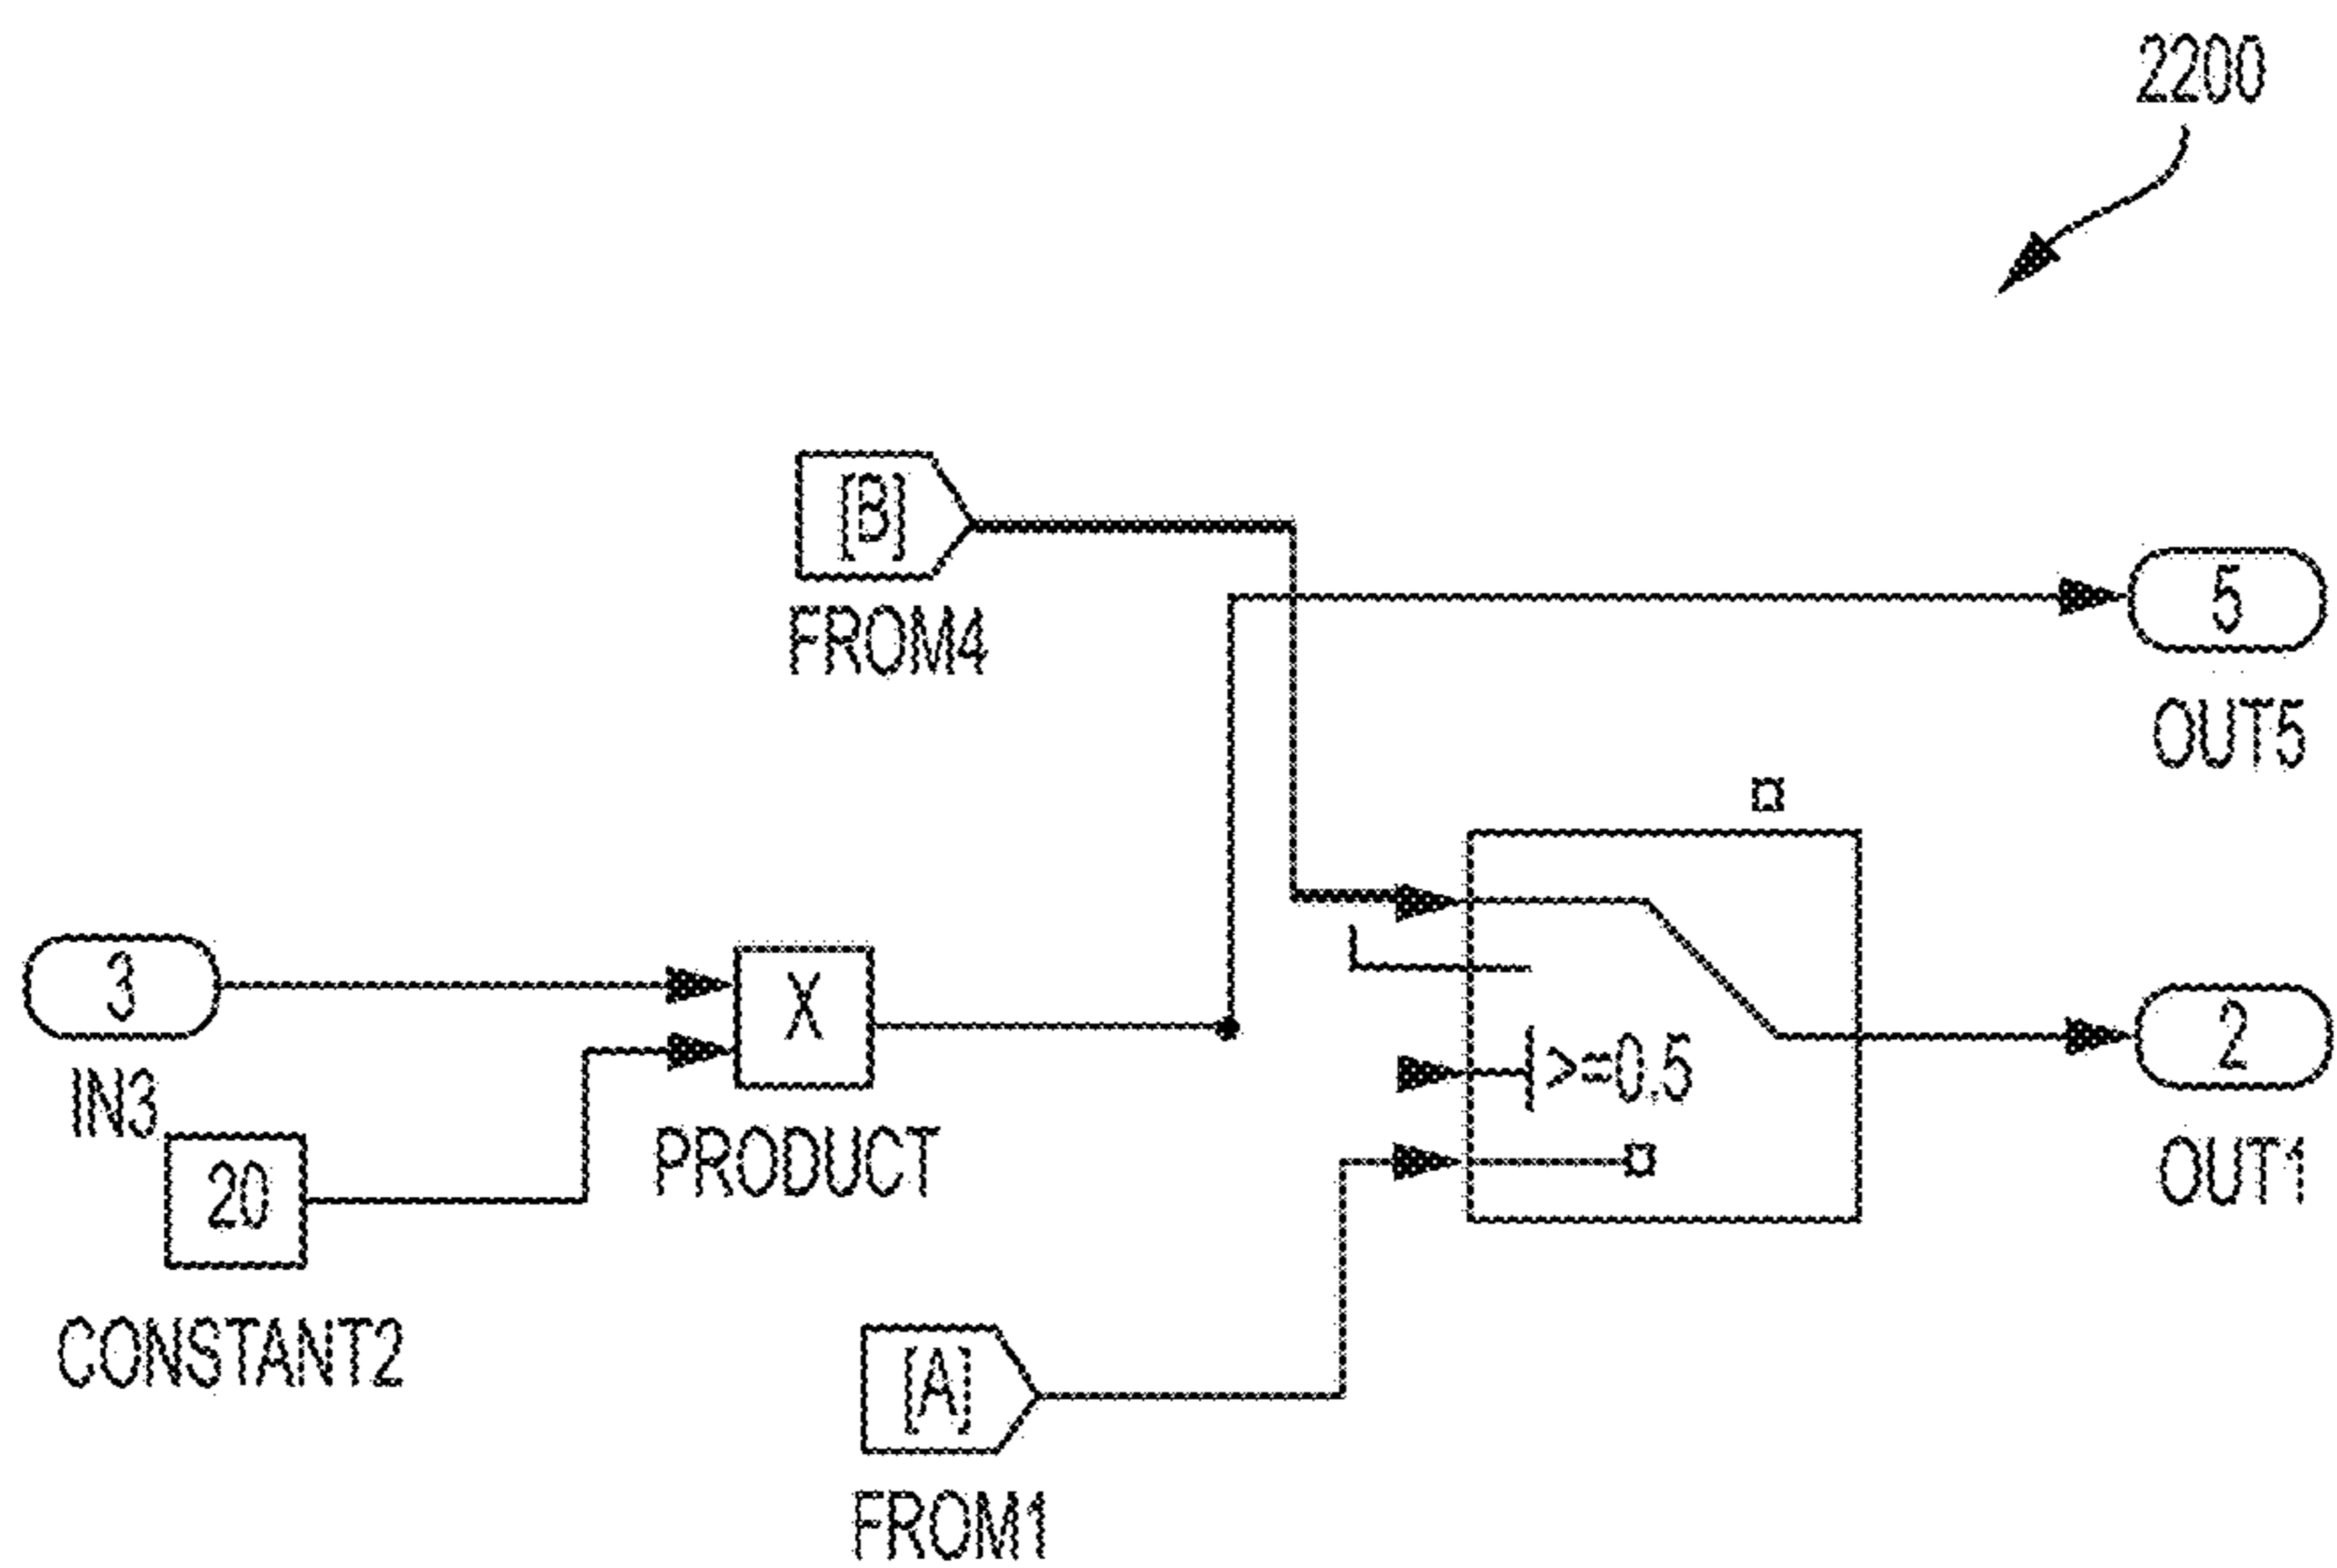 2200
[B]
FROM4
5
OUT5
3
IN3
X
PRODUCT
20
CONSTANT2
>=0.5
2
OUT1
[A]
FROM1